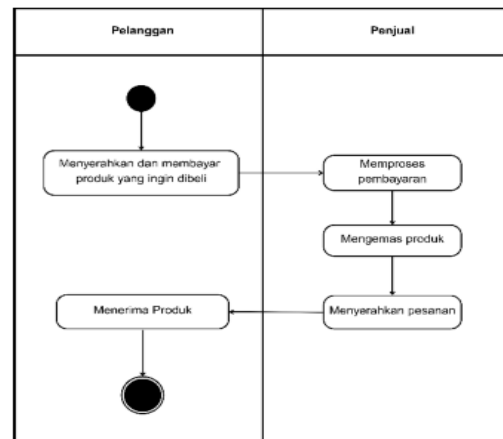 Pelanggan
Penjual
Menyerahkan dan membayar
produk yang ingin dibeli
Memproses
pembayaran
Mengemas produk
Menyerahkan pesanan
Menerima Produk